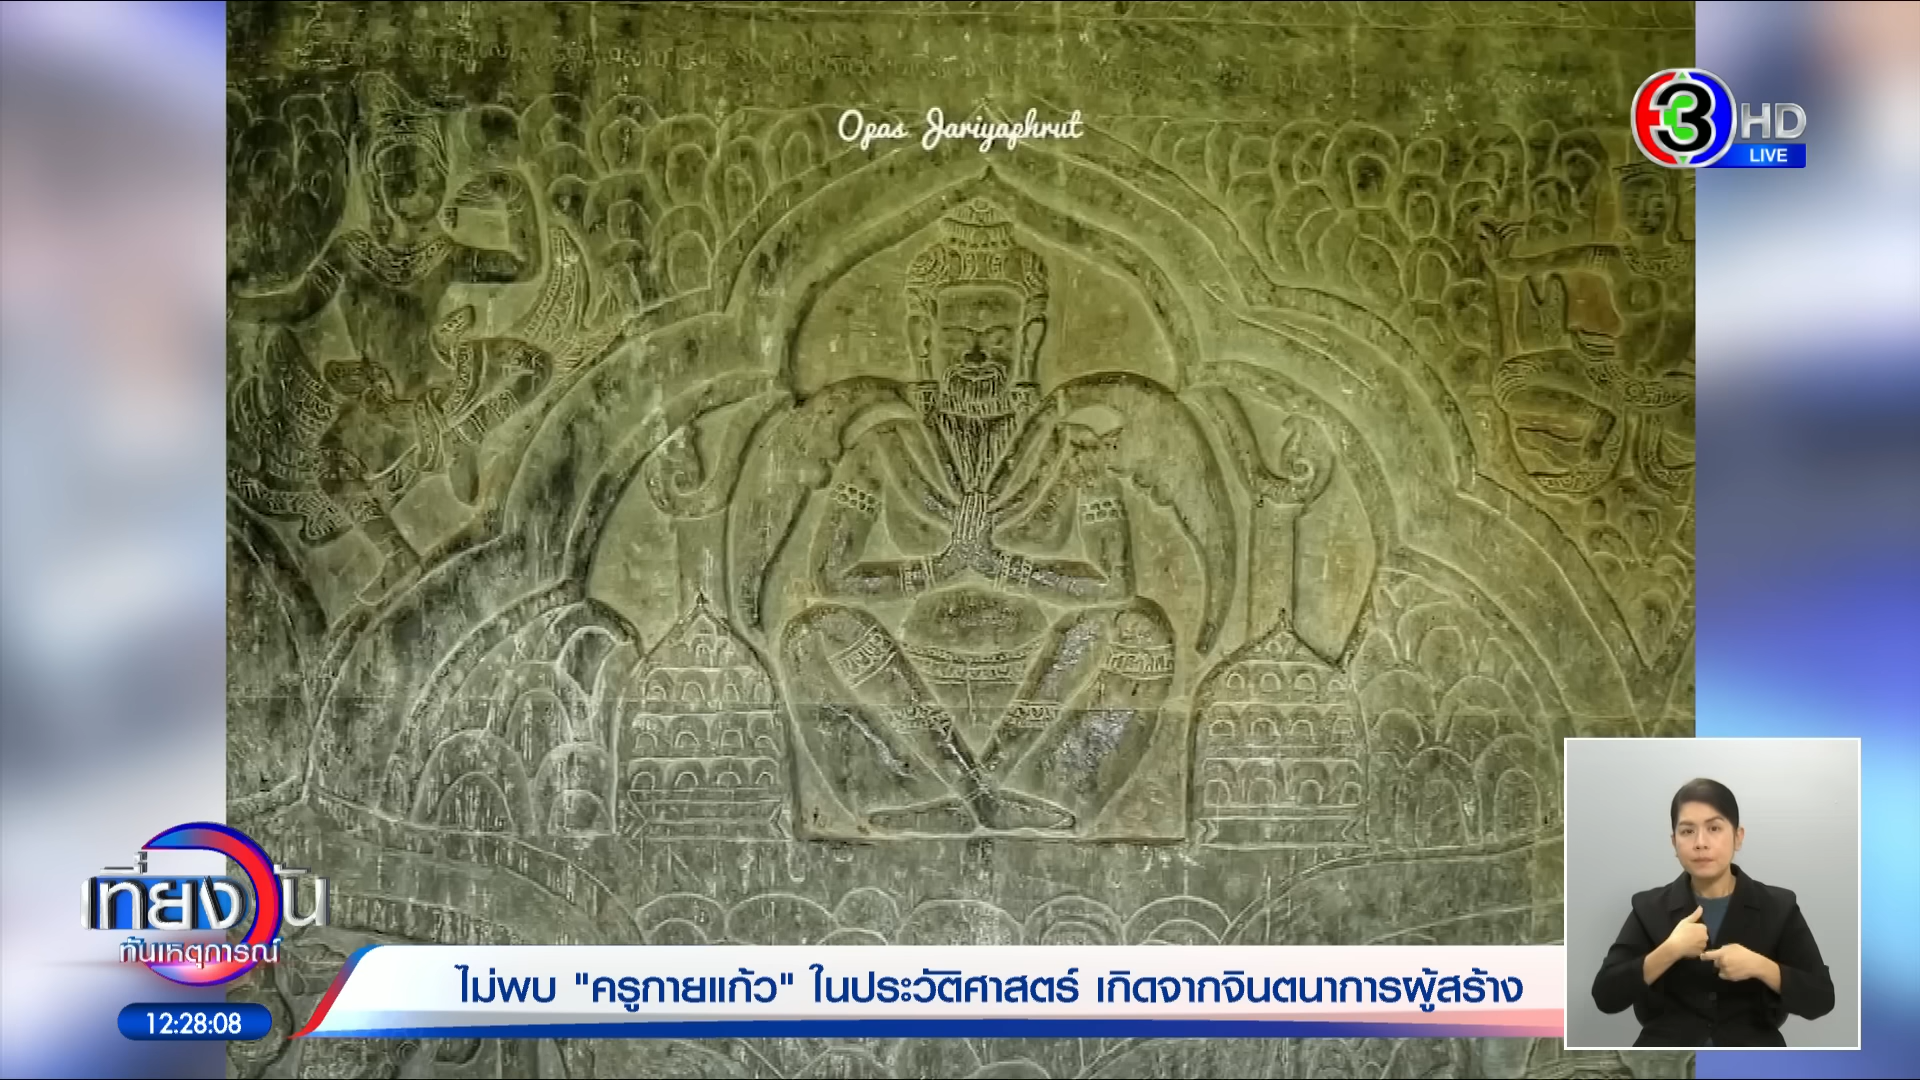 Opas Jariyaphrut
3 HD
LIVE
เที่ยงวัน
ทันเหตุการณ์
12:28:08
ไม่พบ "ครูกายแก้ว" ในประวัติศาสตร์ เกิดจากจินตนาการผู้สร้าง